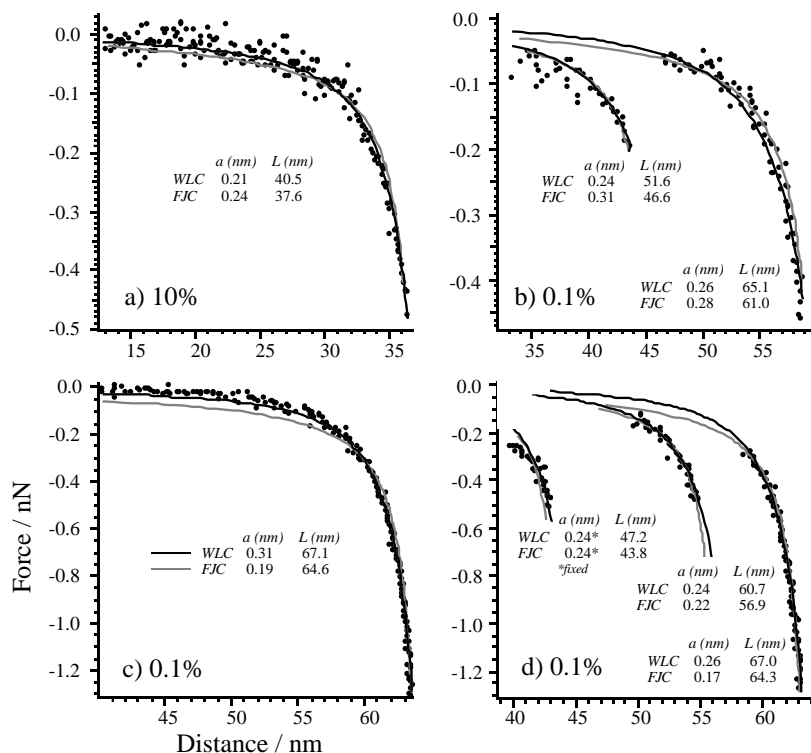 0.0
-0.1
-0.2
-0.3
-0.4
-0.5
a (nm) L (nm)
WLC 0.21 40.5
FJC 0.24 37.6
a) 10%
15 20 25 30 35
0.0
-0.1
-0.2
-0.3
-0.4
a (nm) L (nm)
WLC 0.24 51.6
FJC 0.31 46.6
a (nm) L (nm)
WLC 0.26 65.1
FJC 0.28 61.0
b) 0.1%
35 40 45 50 55
0.0
-0.2
-0.4
-0.6
-0.8
-1.0
-1.2
Force / nN
a (nm) L (nm)
WLC 0.31 67.1
FJC 0.19 64.6
c) 0.1%
45 50 55 60
Distance / nm
0.0
-0.2
-0.4
-0.6
-0.8
-1.0
-1.2
a (nm) L (nm)
WLC 0.24* 47.2
FJC 0.24* 43.8
*fixed
a (nm) L (nm)
WLC 0.24 60.7
FJC 0.22 56.9
a (nm) L (nm)
WLC 0.26 67.0
FJC 0.17 64.3
d) 0.1%
40 45 50 55 60